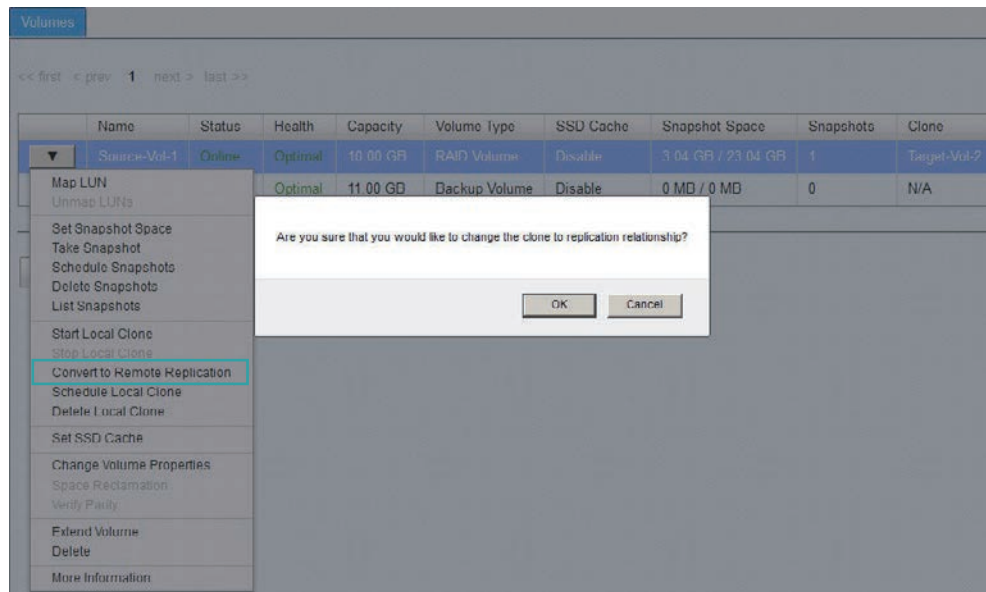 Volumes
<< first < prev 1 next > last >>
Name Status Health Capacity Volume Type SSD Cache Snapshot Space Snapshots Clone
▼ Source-Vol-1 Online Optimal 10.00 GB RAID Volume Disable 3.04 GB / 23.04 GB 1 Target-Vol-2
Optimal 11.00 GB Backup Volume Disable 0 MB / 0 MB 0 N/A
Map LUN
Unmap LUNs
Set Snapshot Space
Take Snapshot
Schedule Snapshots
Delete Snapshots
List Snapshots
Start Local Clone
Stop Local Clone
Convert to Remote Replication
Schedule Local Clone
Delete Local Clone
Set SSD Cache
Change Volume Properties
Space Reclamation
Verify Parity
Extend Volume
Delete
More Information
Are you sure that you would like to change the clone to replication relationship?
OK Cancel